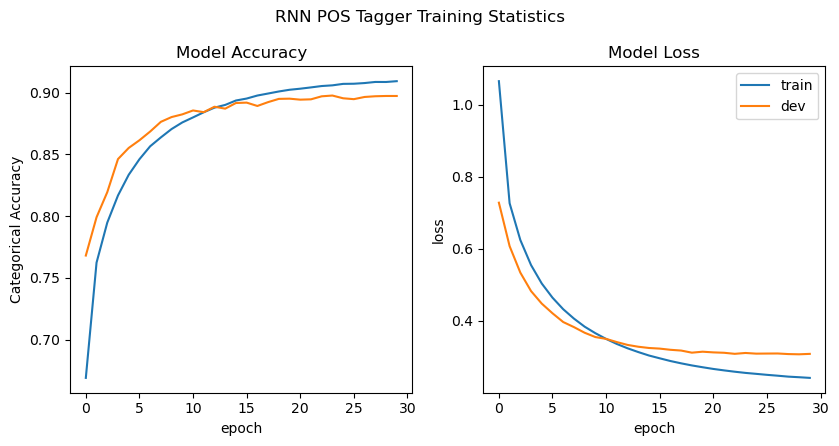 RNN POS Tagger Training Statistics
Model Accuracy
Categorical Accuracy
0.90
0.85
0.80
0.75
0.70
0
5
10
15
20
25
30
epoch
Model Loss
loss
1.0
0.8
0.6
0.4
0
5
10
15
20
25
30
epoch
train
dev